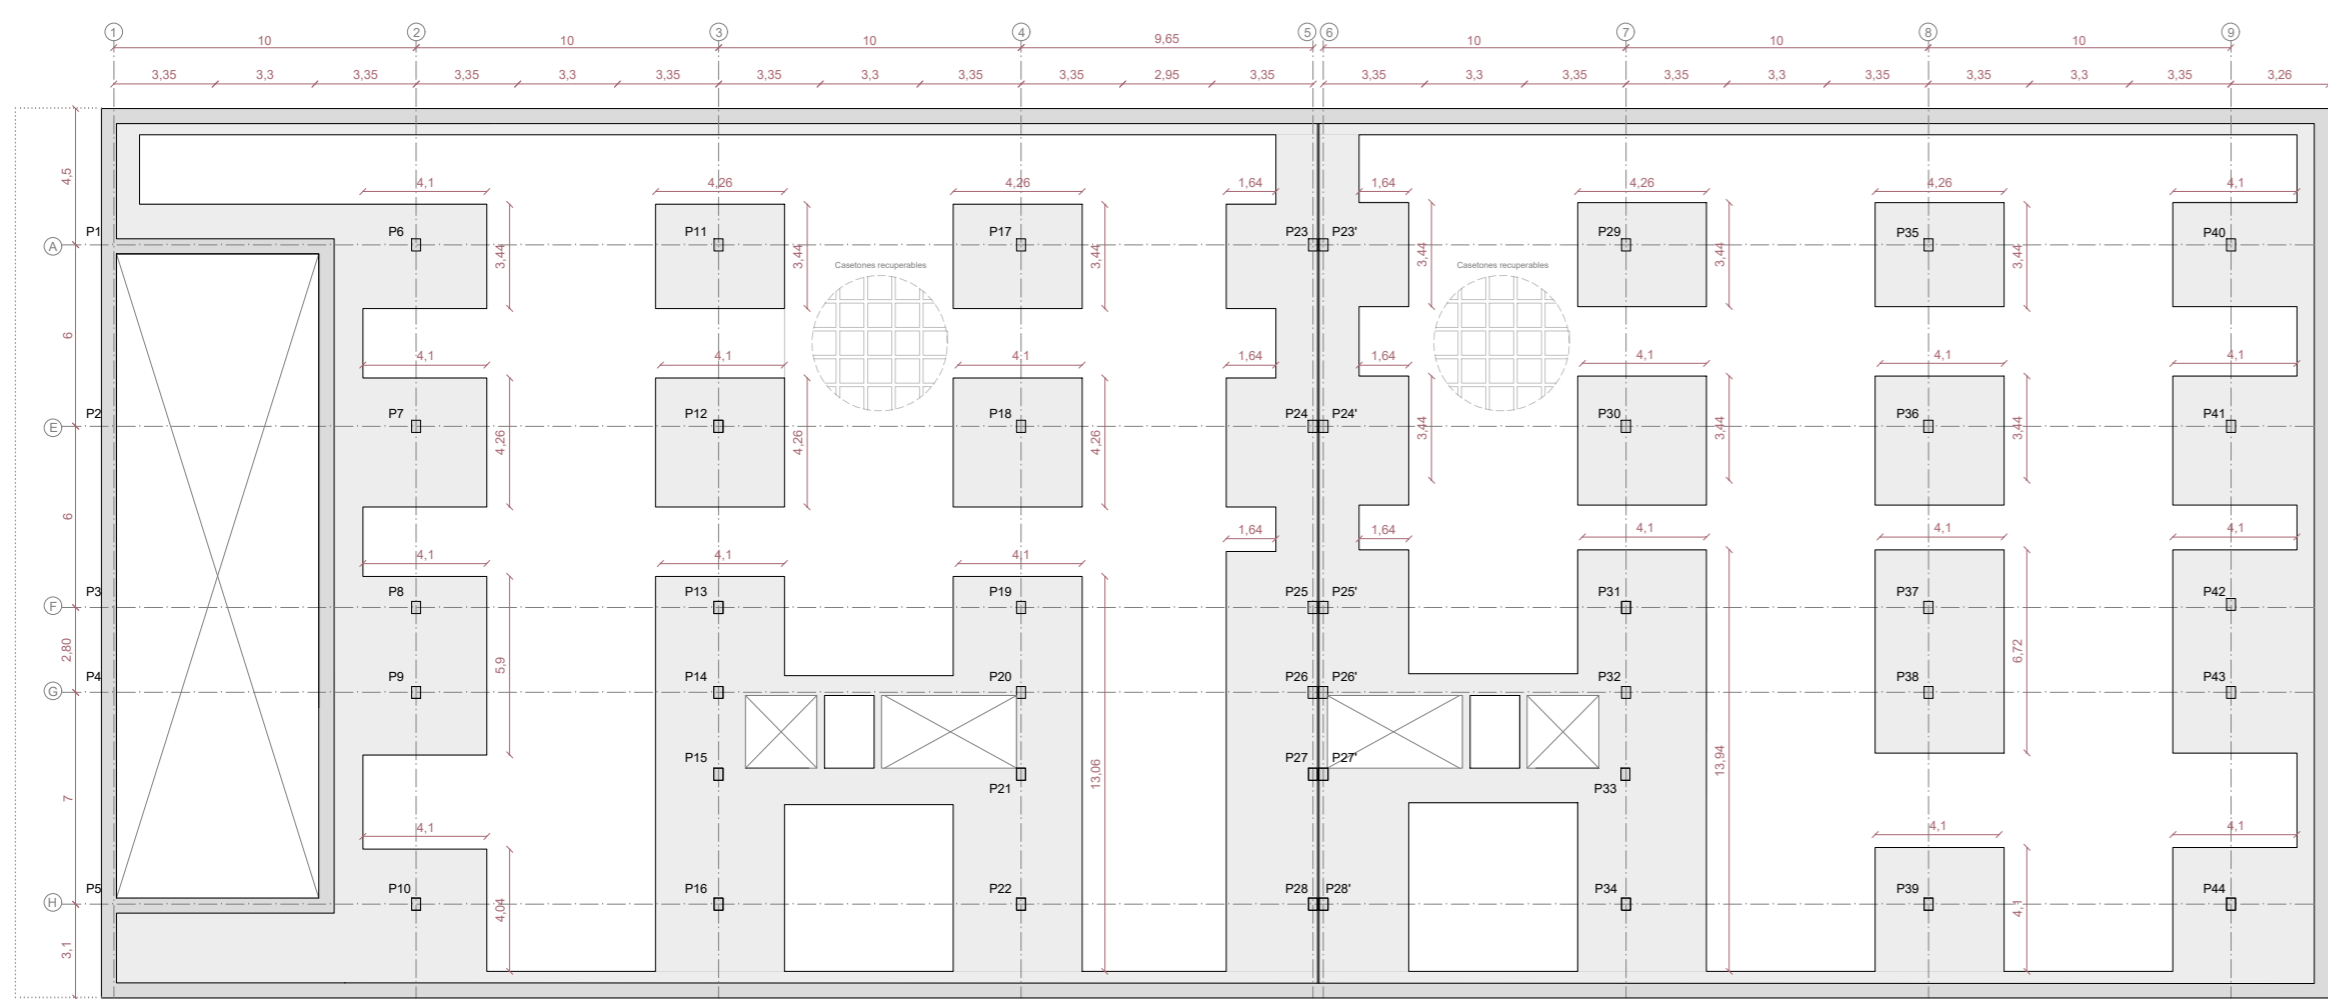 1 2 3 4 5 6 7 8 9
10 10 10 9,65 10 10 10
3,35 3,3 3,35 3,35 3,3 3,35 3,35 3,3 3,35 3,35 2,95 3,35 3,35 3,3 3,35 3,35 3,3 3,35 3,35 3,3 3,35 3,26
4,5
4,1 4,26 4,26 1,64 1,64 4,26 4,26 4,1
A P1 P6 P11 P17 P23 P23' P29 P35 P40
3,44 3,44 3,44 3,44 3,44 3,44
Casetones recuperables Casetones recuperables
6
4,1 4,1 4,1 1,64 1,64 4,1 4,1 4,1
E P2 P7 P12 P18 P24 P24' P30 P36 P41
4,26 4,26 4,26 3,44 3,44 3,44
6
1,64 1,64 4,1 4,1 4,1
4,1 4,1 4,1
F P3 P8 P13 P19 P25 P25' P31 P37 P42
2,80 5,9 6,72
G P4 P9 P14 P20 P26 P26' P32 P38 P43
P15 P27 P27'
13,06 13,94
P21 P33
7
4,1 4,1 4,1
H P5 P10 P16 P22 P28 P28' P34 P39 P44
4,04 4,1
3,1